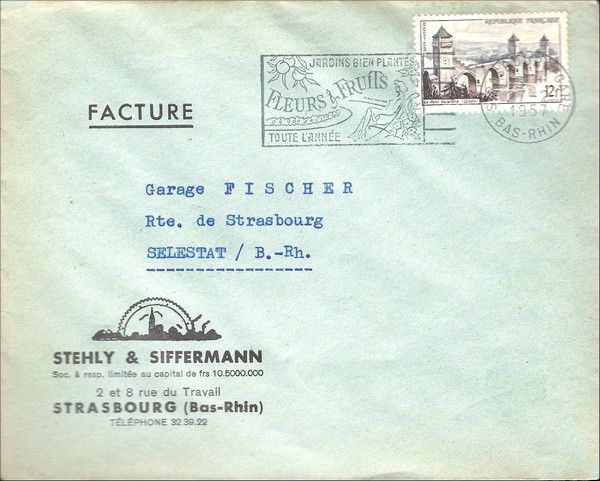 JARDINS BIEN PLANTÉS
FLEURS & FRUITS
TOUTE L'ANNÉE
REPUBLIQUE FRANÇAISE
12F
1957
BAS-RHIN
FACTURE
Garage FISCHER
Rte. de Strasbourg
SELESTAT / B.-Rh.
STEHLY & SIFFERMANN
Soc. à resp. limitée au capital de frs 10.5000.000
2 et 8 rue du Travail
STRASBOURG (Bas-Rhin)
TÉLÉPHONE 32.39.22